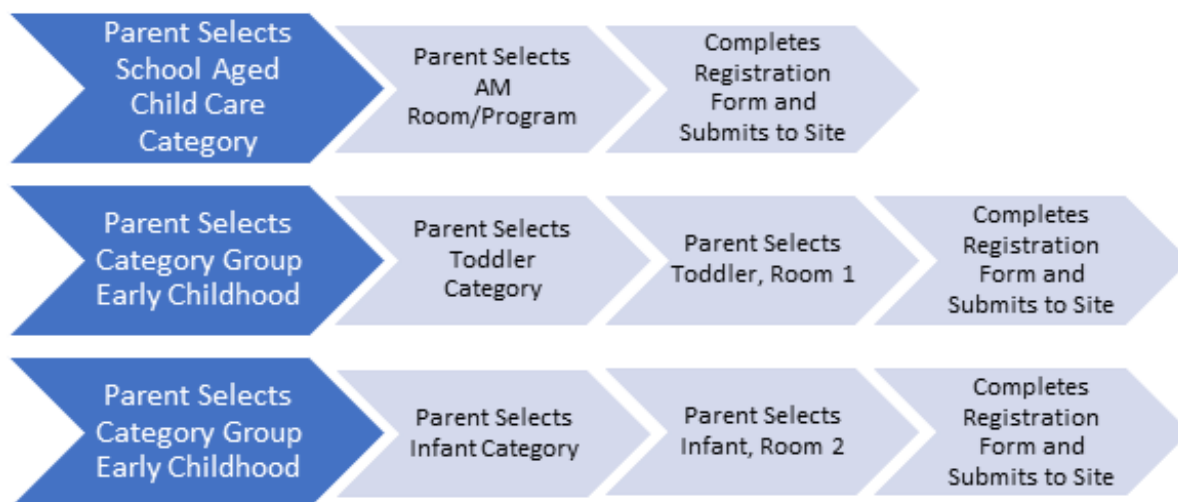 Parent Selects
School Aged
Child Care
Category
Parent Selects
AM
Room/Program
Completes
Registration
Form and
Submits to Site
Parent Selects
Category Group
Early Childhood
Parent Selects
Toddler
Category
Parent Selects
Toddler, Room 1
Completes
Registration
Form and
Submits to Site
Parent Selects
Category Group
Early Childhood
Parent Selects
Infant Category
Parent Selects
Infant, Room 2
Completes
Registration
Form and
Submits to Site